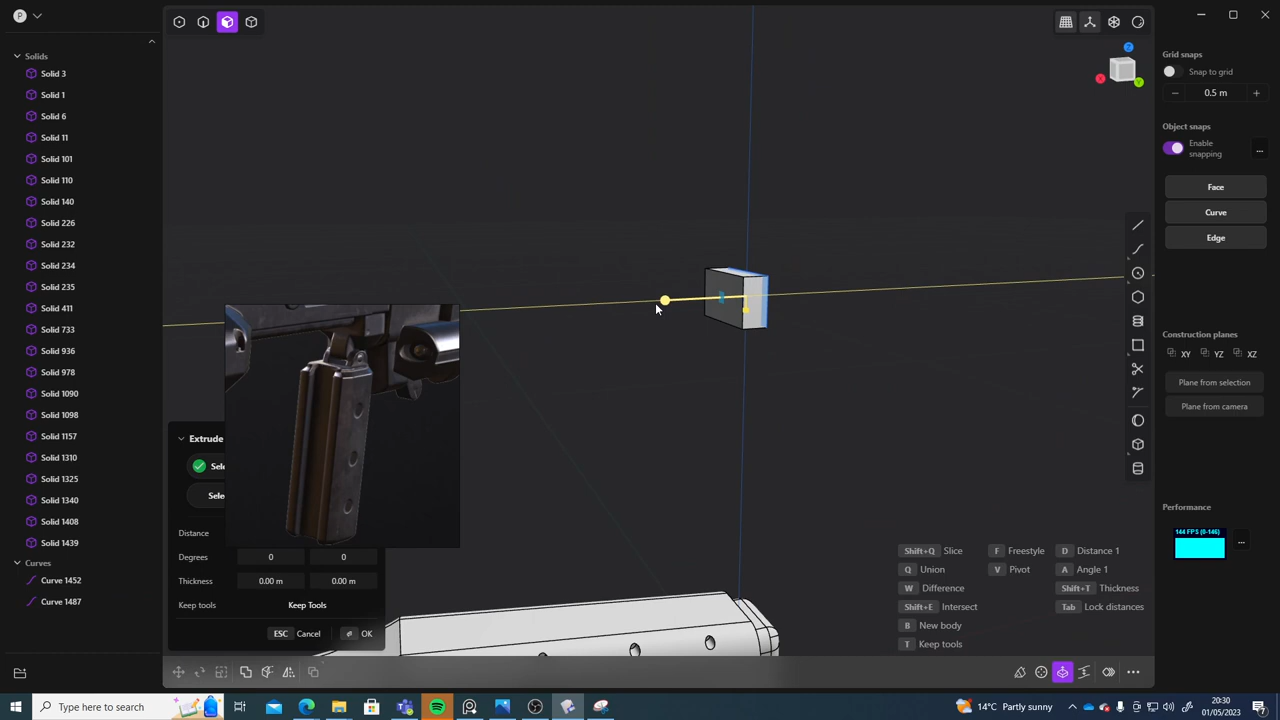 P
Solids
Solid 3
Solid 1
Solid 6
Solid 11
Solid 101
Solid 110
Solid 140
Solid 226
Solid 232
Solid 234
Solid 235
Solid 411
Solid 733
Solid 936
Solid 978
Solid 1090
Solid 1098
Solid 1157
Solid 1310
Solid 1325
Solid 1340
Solid 1408
Solid 1439
Curves
Curve 1452
Curve 1487
Extrude
Sele
Sele
Distance
Degrees 0 0
Thickness 0.00 m 0.00 m
Keep tools Keep Tools
ESC Cancel OK
Z
X
Y
Shift+Q Slice F Freestyle D Distance 1
Q Union V Pivot A Angle 1
W Difference Shift+T Thickness
Shift+E Intersect Tab Lock distances
B New body
T Keep tools
Grid snaps
Snap to grid
0.5 m
Object snaps
Enable snapping
...
Face
Curve
Edge
Construction planes
XY YZ XZ
Plane from selection
Plane from camera
Performance
144 FPS (0-146)
...
Type here to search
14°C Partly sunny
20:30
01/05/2023